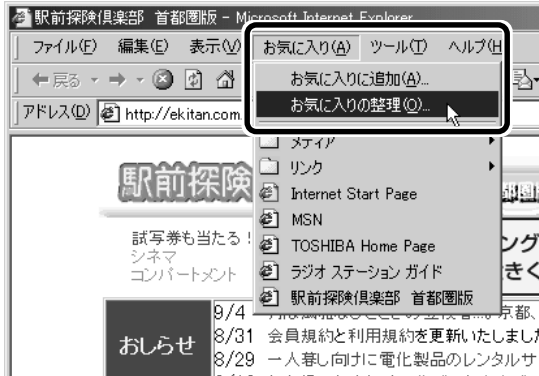 駅前探険倶楽部 首都圏版 - Microsoft Internet Explorer
ファイル(F) 編集(E) 表示(V) お気に入り(A) ツール(T) ヘルプ(H
戻る
お気に入りに追加(A)...
お気に入りの整理(O)...
アドレス(D) http://ekitan.com.
メディア
リンク
Internet Start Page
MSN
TOSHIBA Home Page
ラジオ ステーション ガイド
駅前探険倶楽部 首都圏版
駅前探険
試写券も当たる!
シネマ
コンパートメント
ング
きく
おしらせ
9/4
京都、
8/31 会員規約と利用規約を更新いたしました
8/29 一人暮し向けに電化製品のレンタルサ